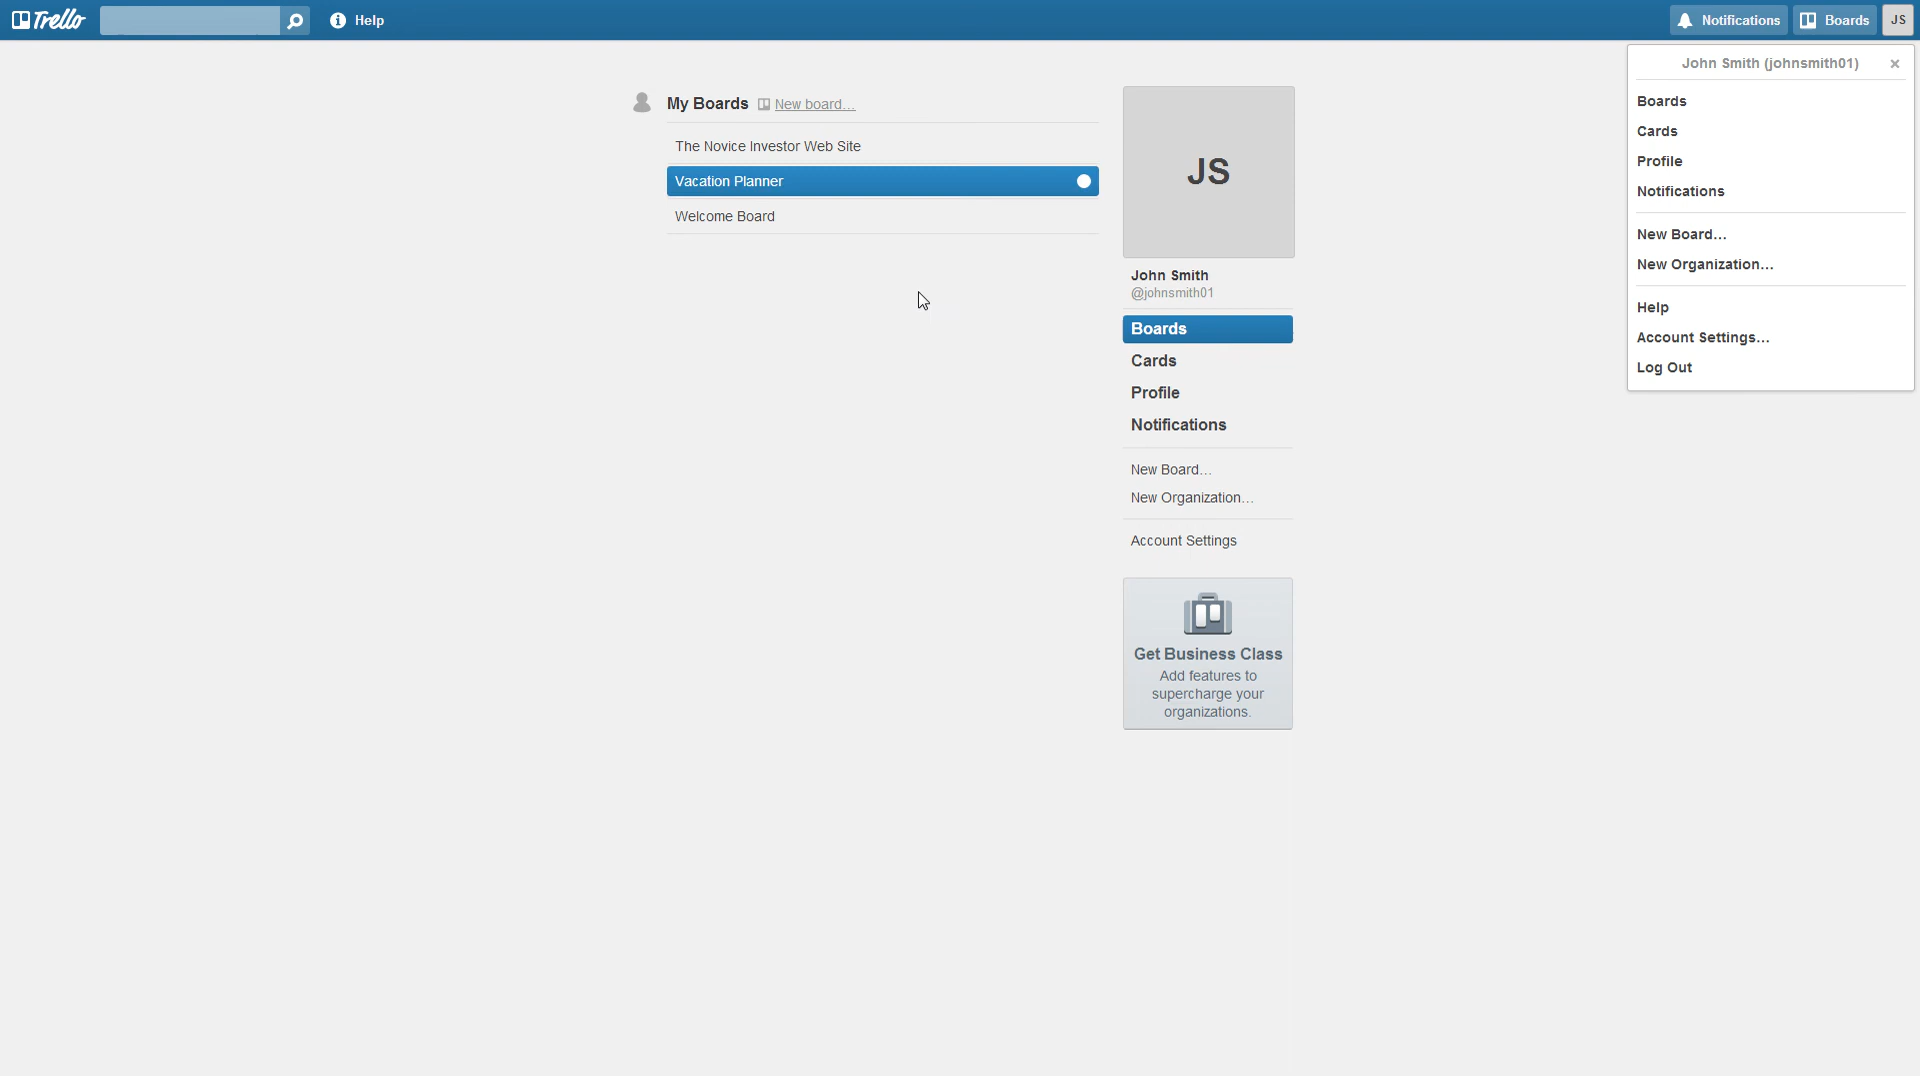 Trello
Help
Notifications
Boards
JS
My Boards
New board...
The Novice Investor Web Site
Vacation Planner
Welcome Board
JS
John Smith
@johnsmith01
Boards
Cards
Profile
Notifications
New Board...
New Organization...
Account Settings
Get Business Class
Add features to
supercharge your
organizations.
John Smith (johnsmith01)
Boards
Cards
Profile
Notifications
New Board...
New Organization...
Help
Account Settings...
Log Out